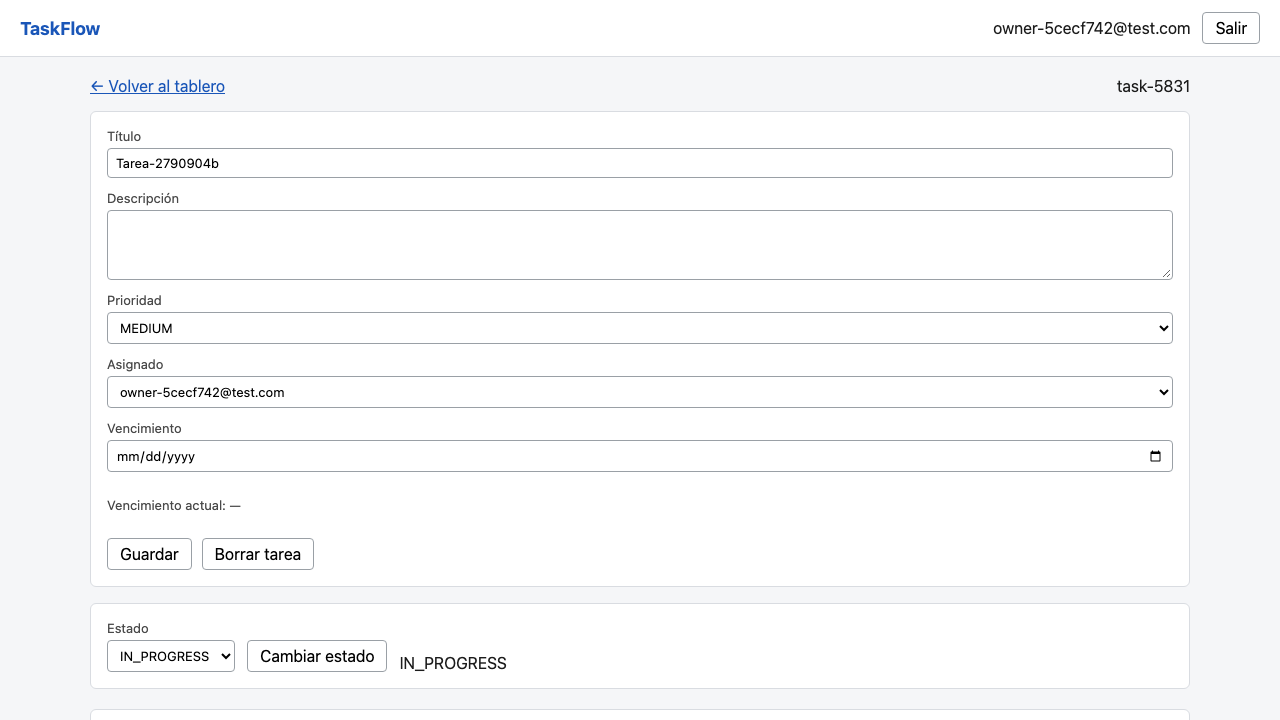 TaskFlow
owner-5cecf742@test.com
Salir
← Volver al tablero
task-5831
Título
Tarea-2790904b
Descripción
Prioridad
MEDIUM
Asignado
owner-5cecf742@test.com
Vencimiento
mm/dd/yyyy
Vencimiento actual: —
Guardar
Borrar tarea
Estado
IN_PROGRESS
Cambiar estado
IN_PROGRESS